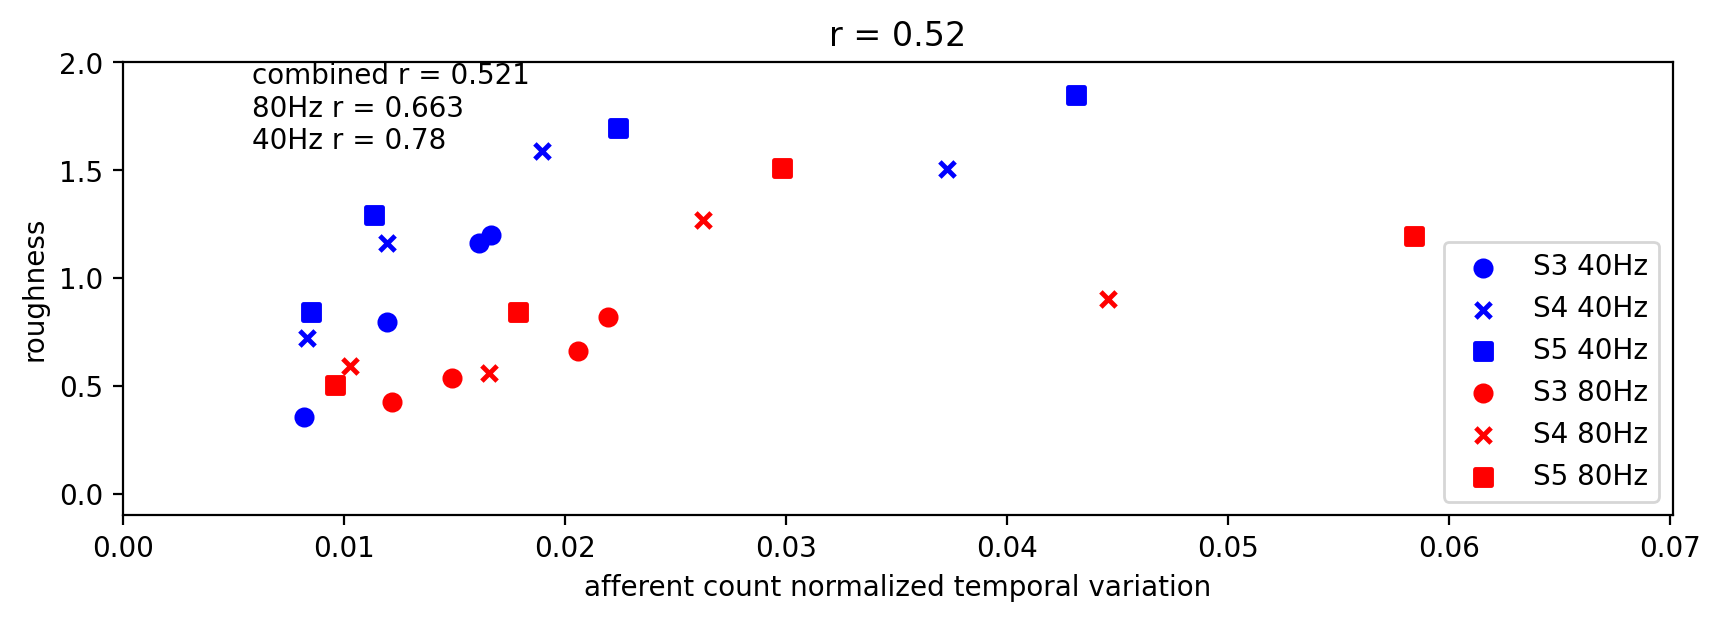 r = 0.52
combined r = 0.521
80Hz r = 0.663
40Hz r = 0.78
2.0
1.5
1.0
0.5
0.0
roughness
S3 40Hz
S4 40Hz
S5 40Hz
S3 80Hz
S4 80Hz
S5 80Hz
0.00 0.01 0.02 0.03 0.04 0.05 0.06 0.07
afferent count normalized temporal variation